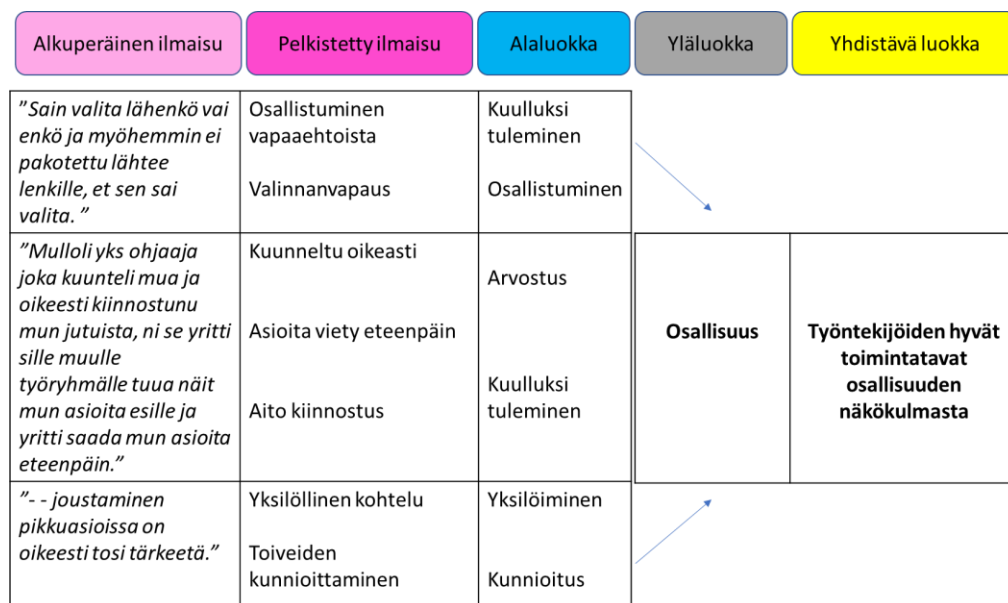 Alkuperäinen ilmaisu
Pelkistetty ilmaisu
Alaluokka
Yläluokka
Yhdistävä luokka
”Sain valita lähenkö vai
enkö ja myöhemmin ei
pakotettu lähtee
lenkille, et sen sai
valita. ”
Osallistuminen
vapaaehtoista
Valinnanvapaus
Kuulluksi
tuleminen
Osallistuminen
”Mulloli yks ohjaaja
joka kuunteli mua ja
oikeesti kiinnostunu
mun jutuista, ni se yritti
sille muulle
työryhmälle tuua näit
mun asioita esille ja
yritti saada mun asioita
eteenpäin.”
Kuunneltu oikeasti
Asioita viety eteenpäin
Aito kiinnostus
Arvostus
Kuulluksi
tuleminen
Osallisuus
Työntekijöiden hyvät
toimintatavat
osallisuuden
näkökulmasta
”- - joustaminen
pikkuasioissa on
oikeesti tosi tärkeetä.”
Yksilöllinen kohtelu
Toiveiden
kunnioittaminen
Yksilöiminen
Kunnioitus